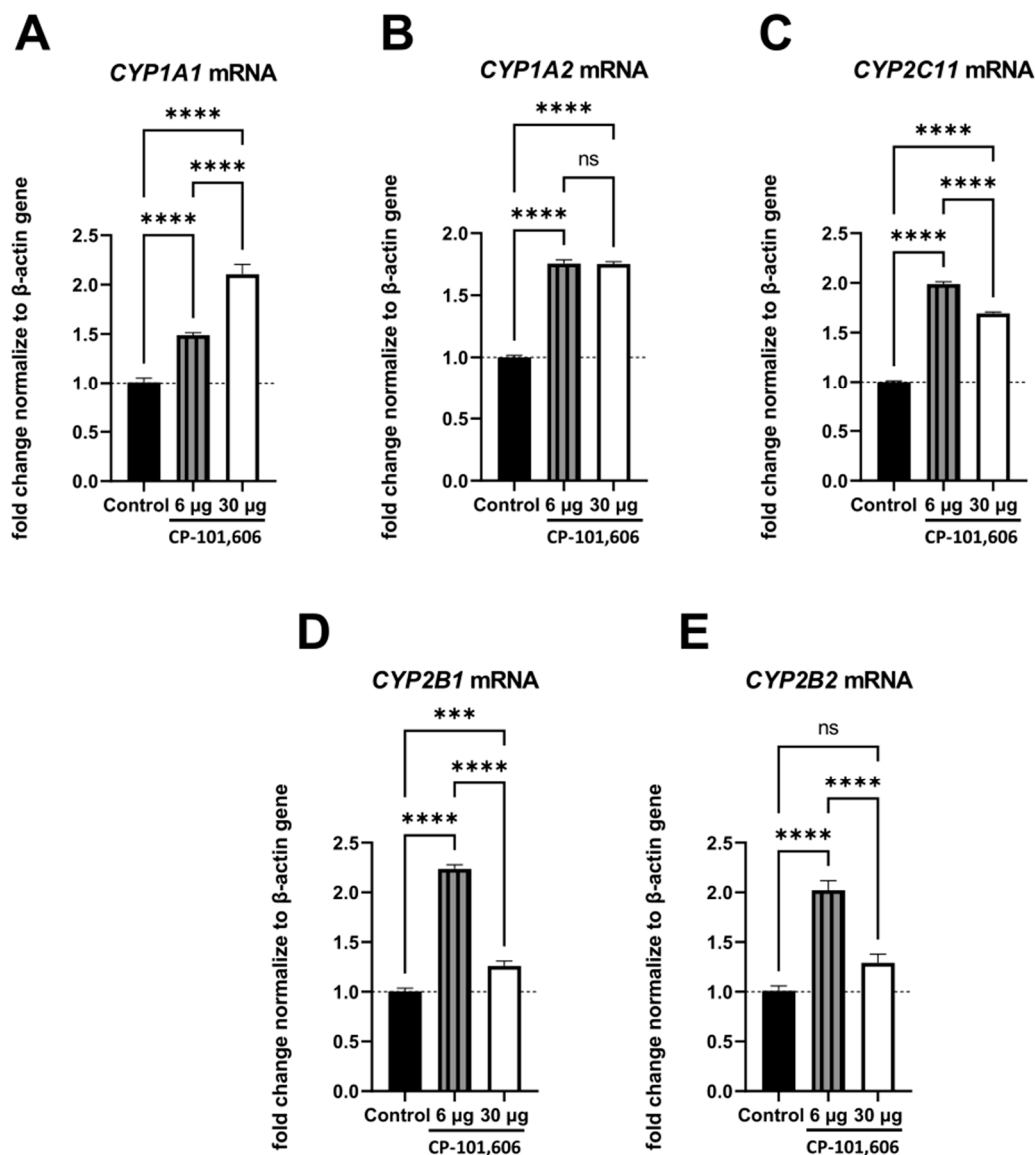 A
CYP1A1 mRNA
****
****
****
fold change normalize to β-actin gene
2.5
2.0
1.5
1.0
0.5
0.0
Control 6 µg 30 µg
CP-101,606
B
CYP1A2 mRNA
****
ns
****
fold change normalize to β-actin gene
2.0
1.5
1.0
0.5
0.0
Control 6 µg 30 µg
CP-101,606
C
CYP2C11 mRNA
****
****
****
fold change normalize to β-actin gene
2.5
2.0
1.5
1.0
0.5
0.0
Control 6 µg 30 µg
CP-101,606
D
CYP2B1 mRNA
***
****
****
fold change normalize to β-actin gene
2.5
2.0
1.5
1.0
0.5
0.0
Control 6 µg 30 µg
CP-101,606
E
CYP2B2 mRNA
ns
****
****
fold change normalize to β-actin gene
2.5
2.0
1.5
1.0
0.5
0.0
Control 6 µg 30 µg
CP-101,606